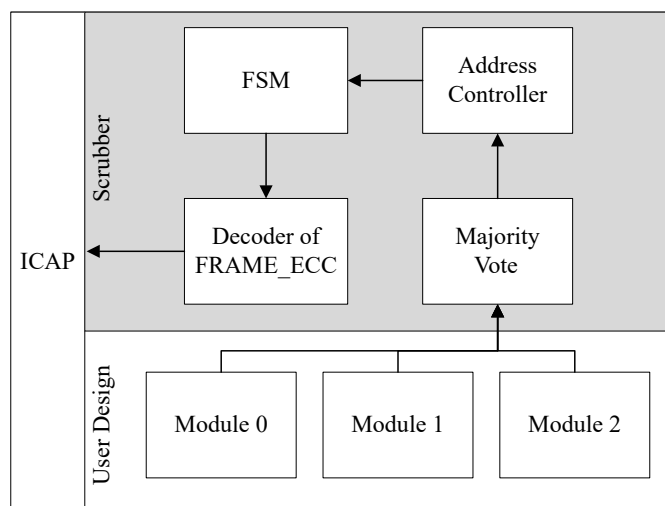 ICAP
Scrubber
FSM
Address
Controller
Decoder of
FRAME_ECC
Majority
Vote
User Design
Module 0
Module 1
Module 2